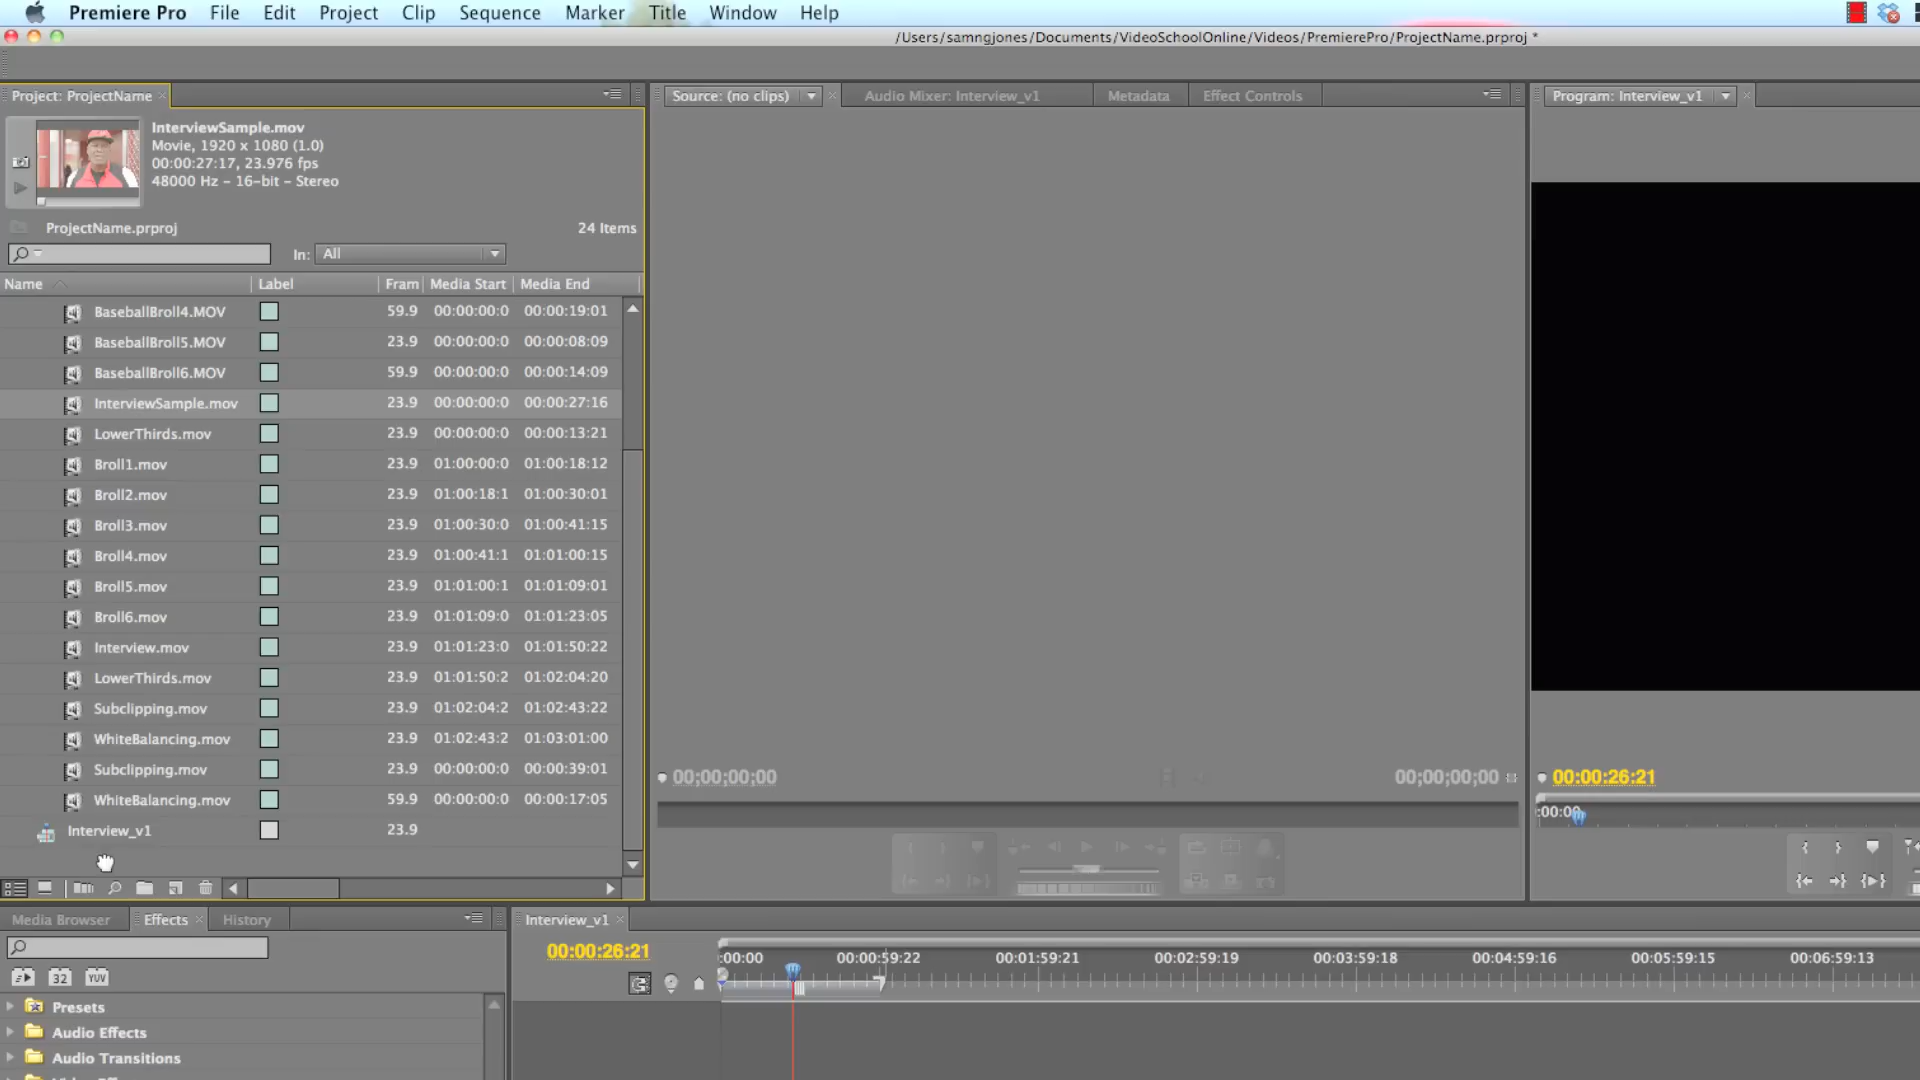 Premiere Pro File Edit Project Clip Sequence Marker Title Window Help
/Users/samngjones/Documents/VideoSchoolOnline/Videos/PremierePro/ProjectName.prproj *
Project: ProjectName
InterviewSample.mov
Movie, 1920 x 1080 (1.0)
00:00:27:17, 23.976 fps
48000 Hz - 16-bit - Stereo
ProjectName.prproj 24 Items
In: All
Name Label Fram Media Start Media End
BaseballBroll4.MOV 59.9 00:00:00:0 00:00:19:01
BaseballBroll5.MOV 23.9 00:00:00:0 00:00:08:09
BaseballBroll6.MOV 59.9 00:00:00:0 00:00:14:09
InterviewSample.mov 23.9 00:00:00:0 00:00:27:16
LowerThirds.mov 23.9 00:00:00:0 00:00:13:21
Broll1.mov 23.9 01:00:00:0 01:00:18:12
Broll2.mov 23.9 01:00:18:1 01:00:30:01
Broll3.mov 23.9 01:00:30:0 01:00:41:15
Broll4.mov 23.9 01:00:41:1 01:01:00:15
Broll5.mov 23.9 01:01:00:1 01:01:09:01
Broll6.mov 23.9 01:01:09:0 01:01:23:05
Interview.mov 23.9 01:01:23:0 01:01:50:22
LowerThirds.mov 23.9 01:01:50:2 01:02:04:20
Subclipping.mov 23.9 01:02:04:2 01:02:43:22
WhiteBalancing.mov 23.9 01:02:43:2 01:03:01:00
Subclipping.mov 23.9 00:00:00:0 00:00:39:01
WhiteBalancing.mov 59.9 00:00:00:0 00:00:17:05
Interview_v1 23.9
Source: (no clips) Audio Mixer: Interview_v1 Metadata Effect Controls
00;00;00;00 00;00;00;00
Program: Interview_v1
00:00:26:21
:00:00
Media Browser Effects History
32 YUV
Presets
Audio Effects
Audio Transitions
Interview_v1
00:00:26:21
:00:00 00:00:59:22 00:01:59:21 00:02:59:19 00:03:59:18 00:04:59:16 00:05:59:15 00:06:59:13